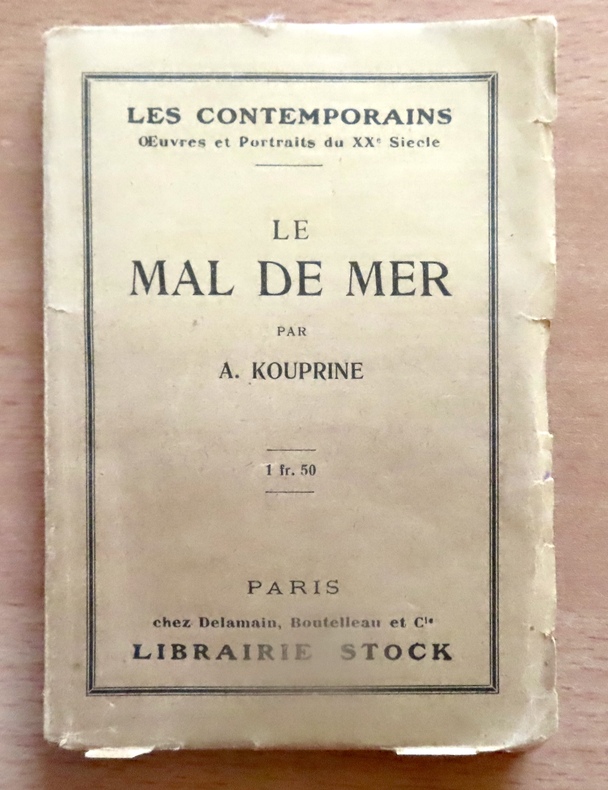 LES CONTEMPORAINS
Œuvres et Portraits du XXe Siecle
LE
MAL DE MER
PAR
A. KOUPRINE
1 fr. 50
PARIS
chez Delamain, Boutelleau et Cie
LIBRAIRIE STOCK